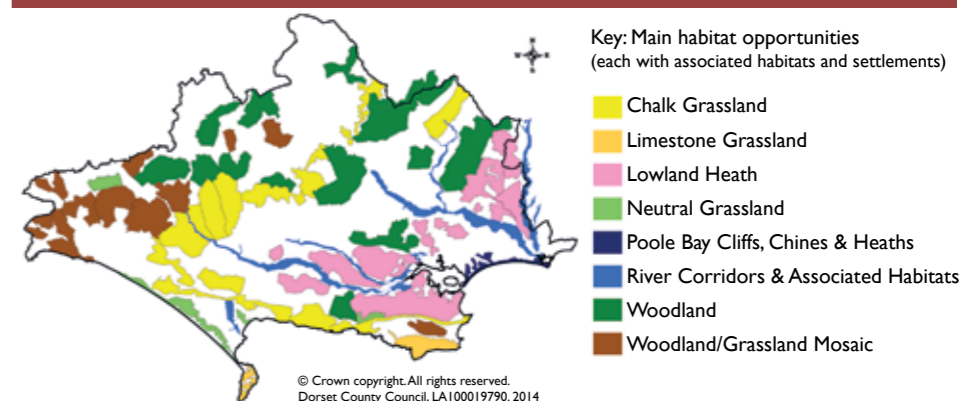 Key: Main habitat opportunities
(each with associated habitats and settlements)
Chalk Grassland
Limestone Grassland
Lowland Heath
Neutral Grassland
Poole Bay Cliffs, Chines & Heaths
River Corridors & Associated Habitats
Woodland
Woodland/Grassland Mosaic
© Crown copyright. All rights reserved.
Dorset County Council. LA100019790. 2014